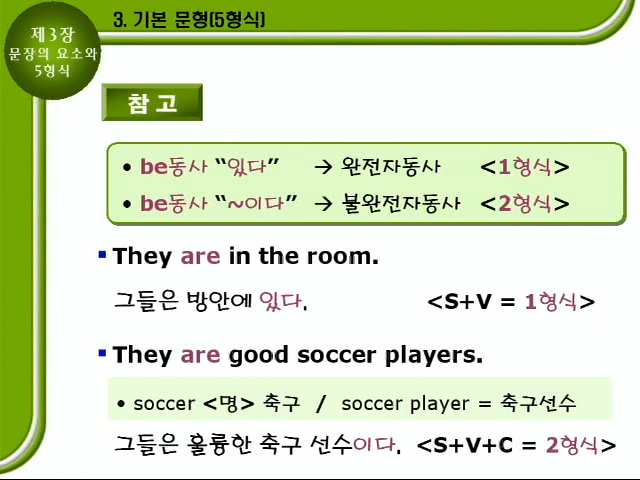 3. 기본 문형(5형식)
제3장
문장의 요소와
5형식
참 고
• be동사 “있다” → 완전자동사 <1형식>
• be동사 “~이다” → 불완전자동사 <2형식>
They are in the room.
그들은 방안에 있다. <S+V = 1형식>
They are good soccer players.
• soccer <명> 축구 / soccer player = 축구선수
그들은 훌륭한 축구 선수이다. <S+V+C = 2형식>